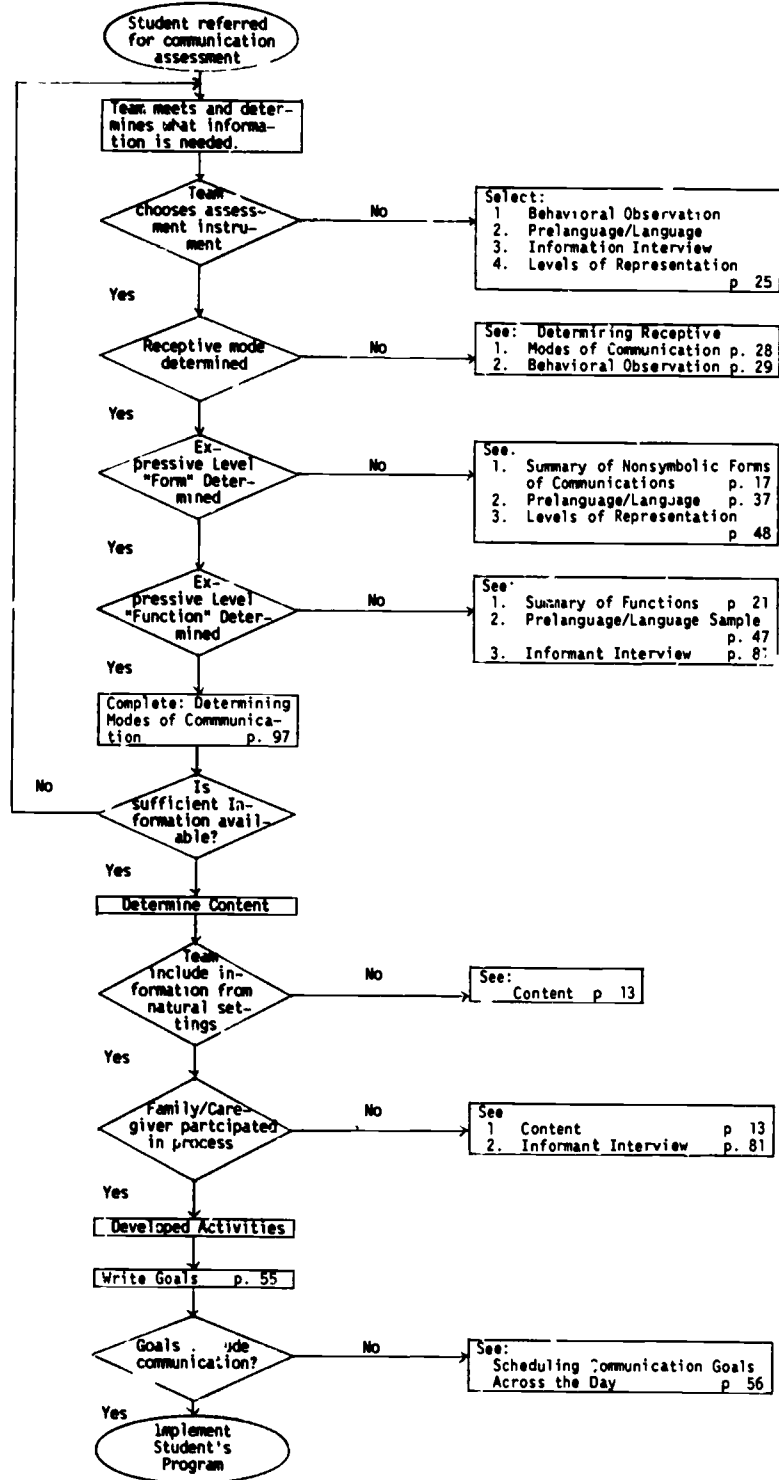 Student referred
for communication
assessment
Team meets and deter-
mines what informa-
tion is needed.
Team
chooses assess-
ment instru-
ment
No
Select:
1 Behavioral Observation
2. Prelanguage/Language
3. Information Interview
4. Levels of Representation
p 25
Yes
Receptive mode
determined
No
See: Determining Receptive
1. Modes of Communication p. 28
2. Behavioral Observation p. 29
Yes
Ex-
pressive Level
"Form" Deter-
mined
No
See.
1. Summary of Nonsymbolic Forms
of Communications p. 17
2. Prelanguage/Language p. 37
3. Levels of Representation
p 48
Yes
Ex-
pressive Level
"Function" Deter-
mined
No
See
1. Summary of Functions p 21
2. Prelanguage/Language Sample
p. 47
3. Informant Interview p.
Yes
Complete: Determining
Modes of Commmunica-
tion p. 97
No
Is
sufficient In-
formation avail-
able?
Yes
Determine Content
Team
include in-
formation from
natural set-
tings
No
See:
Content p 13
Yes
Family/Care-
giver partcipated
in process
No
See
1 Content p 13
2. Informant Interview p. 81
Yes
Developed Activities
Write Goals p. 55
Goals
communication?
No
See:
Scheduling Communication Goals
Across the Day p 56
Yes
Implement
Student's
Program